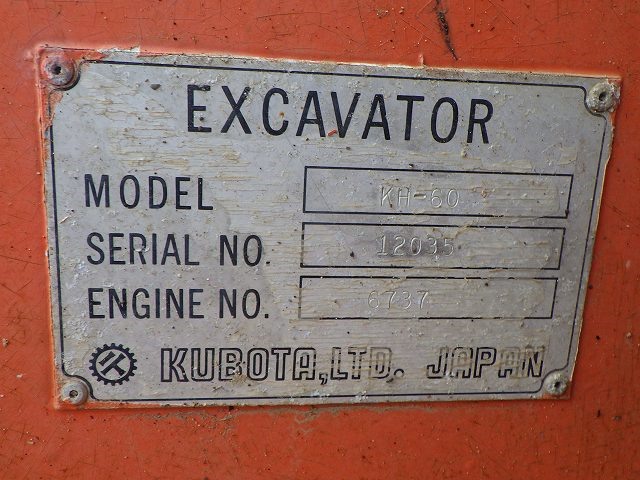 EXCAVATOR
MODEL KH-60
SERIAL NO. 12035
ENGINE NO. 6737
KUBOTA,LTD. JAPAN